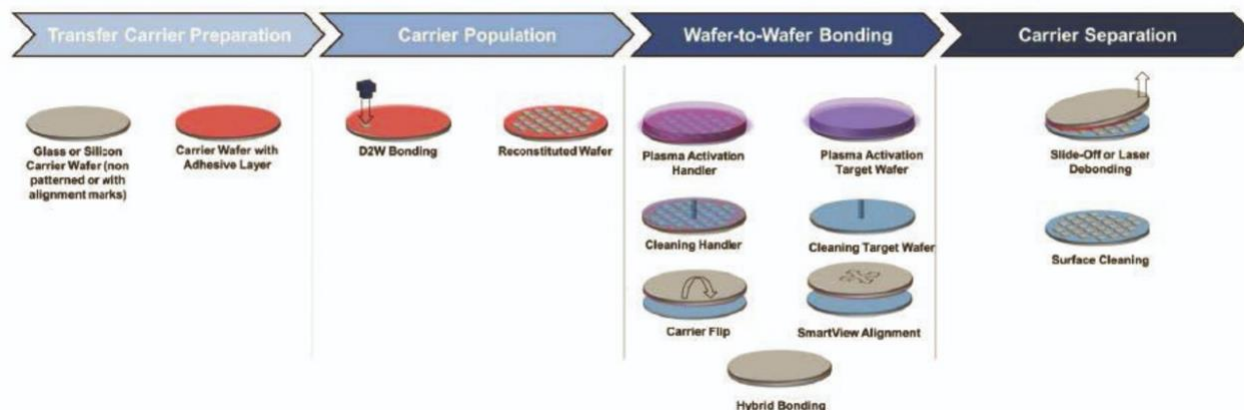 Transfer Carrier Preparation
Carrier Population
Wafer-to-Wafer Bonding
Carrier Separation
Glass or Silicon
Carrier Wafer (non
patterned or with
alignment marks)
Carrier Wafer with
Adhesive Layer
D2W Bonding
Reconstituted Wafer
Plasma Activation
Handler
Plasma Activation
Target Wafer
Cleaning Handler
Cleaning Target Wafer
Carrier Flip
SmartView Alignment
Hybrid Bonding
Slide-Off or Laser
Debonding
Surface Cleaning